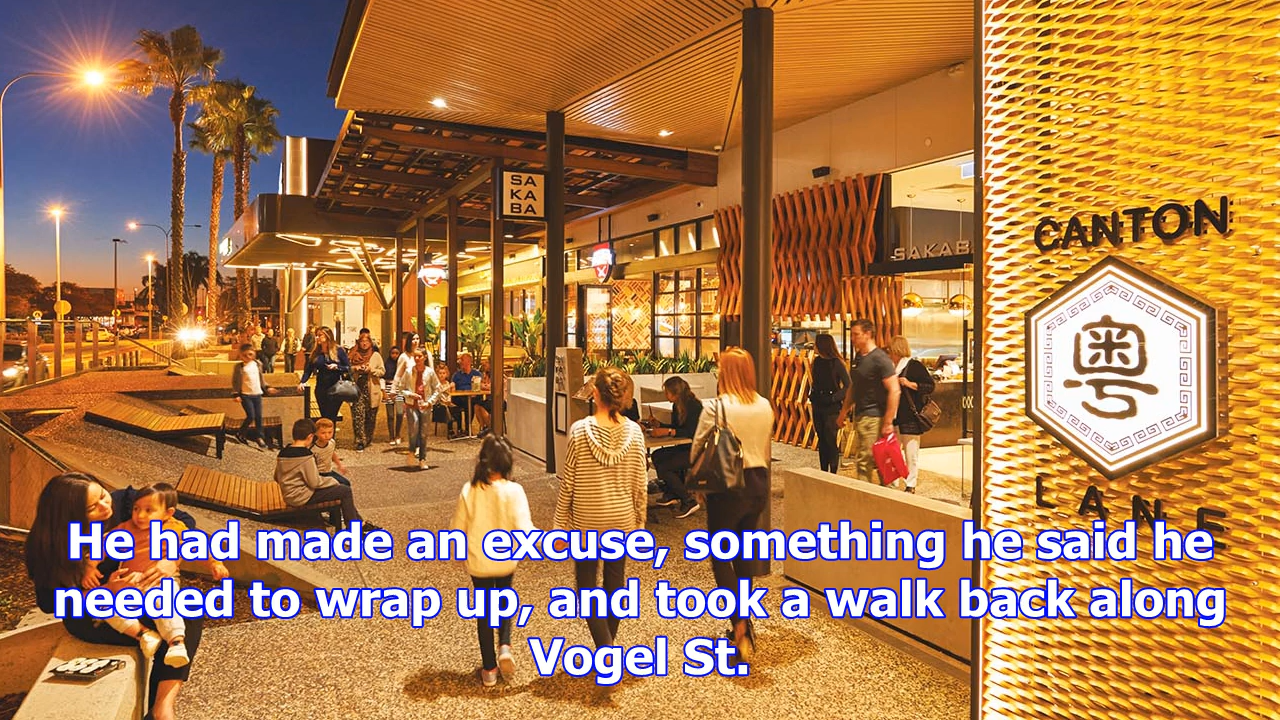 SA
KA
BA
SAKABA
CANTON
粤
LANE
He had made an excuse, something he said he
needed to wrap up, and took a walk back along
Vogel St.